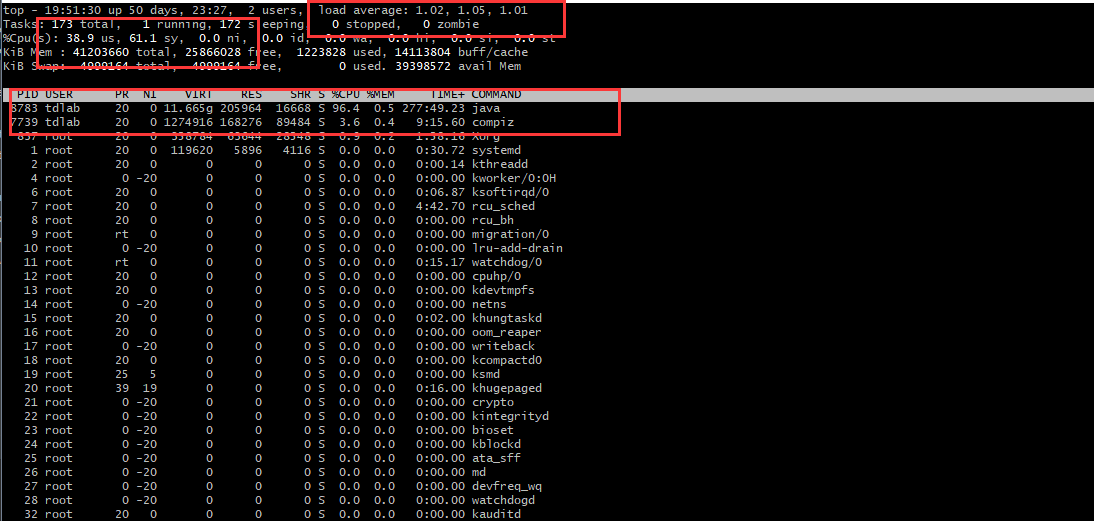 top - 19:51:30 up 50 days, 23:27,  2 users,  load average: 1.02, 1.05, 1.01
Tasks: 173 total,   1 running, 172 sleeping,   0 stopped,   0 zombie
%Cpu(s): 38.9 us, 61.1 sy,  0.0 ni,  0.0 id,  0.0 wa,  0.0 hi,  0.0 si,  0.0 st
KiB Mem : 41203660 total, 25866028 free,  1223828 used, 14113804 buff/cache
KiB Swap:  4999164 total,  4999164 free,        0 used. 39398572 avail Mem
PID USER PR NI VIRT RES SHR S %CPU %MEM TIME+ COMMAND
8783 tdlab 20 0 11.665g 205964 16668 S 96.4 0.5 277:49.23 java
7739 tdlab 20 0 1274916 168276 89484 S 3.6 0.4 9:15.60 compiz
857 root 20 0 358784 65644 28548 S 0.9 0.2 1:58.16 Xorg
1 root 20 0 119620 5896 4116 S 0.0 0.0 0:30.72 systemd
2 root 20 0 0 0 0 S 0.0 0.0 0:00.14 kthreadd
4 root 0 -20 0 0 0 S 0.0 0.0 0:00.00 kworker/0:0H
6 root 20 0 0 0 0 S 0.0 0.0 0:06.87 ksoftirqd/0
7 root 20 0 0 0 0 S 0.0 0.0 4:42.70 rcu_sched
8 root 20 0 0 0 0 S 0.0 0.0 0:00.00 rcu_bh
9 root rt 0 0 0 0 S 0.0 0.0 0:00.00 migration/0
10 root 0 -20 0 0 0 S 0.0 0.0 0:00.00 lru-add-drain
11 root rt 0 0 0 0 S 0.0 0.0 0:15.17 watchdog/0
12 root 20 0 0 0 0 S 0.0 0.0 0:00.00 cpuhp/0
13 root 20 0 0 0 0 S 0.0 0.0 0:00.00 kdevtmpfs
14 root 0 -20 0 0 0 S 0.0 0.0 0:00.00 netns
15 root 20 0 0 0 0 S 0.0 0.0 0:02.00 khungtaskd
16 root 20 0 0 0 0 S 0.0 0.0 0:00.00 oom_reaper
17 root 0 -20 0 0 0 S 0.0 0.0 0:00.00 writeback
18 root 20 0 0 0 0 S 0.0 0.0 0:00.00 kcompactd0
19 root 25 5 0 0 0 S 0.0 0.0 0:00.00 ksmd
20 root 39 19 0 0 0 S 0.0 0.0 0:16.00 khugepaged
21 root 0 -20 0 0 0 S 0.0 0.0 0:00.00 crypto
22 root 0 -20 0 0 0 S 0.0 0.0 0:00.00 kintegrityd
23 root 0 -20 0 0 0 S 0.0 0.0 0:00.00 bioset
24 root 0 -20 0 0 0 S 0.0 0.0 0:00.00 kblockd
25 root 0 -20 0 0 0 S 0.0 0.0 0:00.00 ata_sff
26 root 0 -20 0 0 0 S 0.0 0.0 0:00.00 md
27 root 0 -20 0 0 0 S 0.0 0.0 0:00.00 devfreq_wq
28 root 0 -20 0 0 0 S 0.0 0.0 0:00.00 watchdogd
32 root 20 0 0 0 0 S 0.0 0.0 0:00.00 kauditd